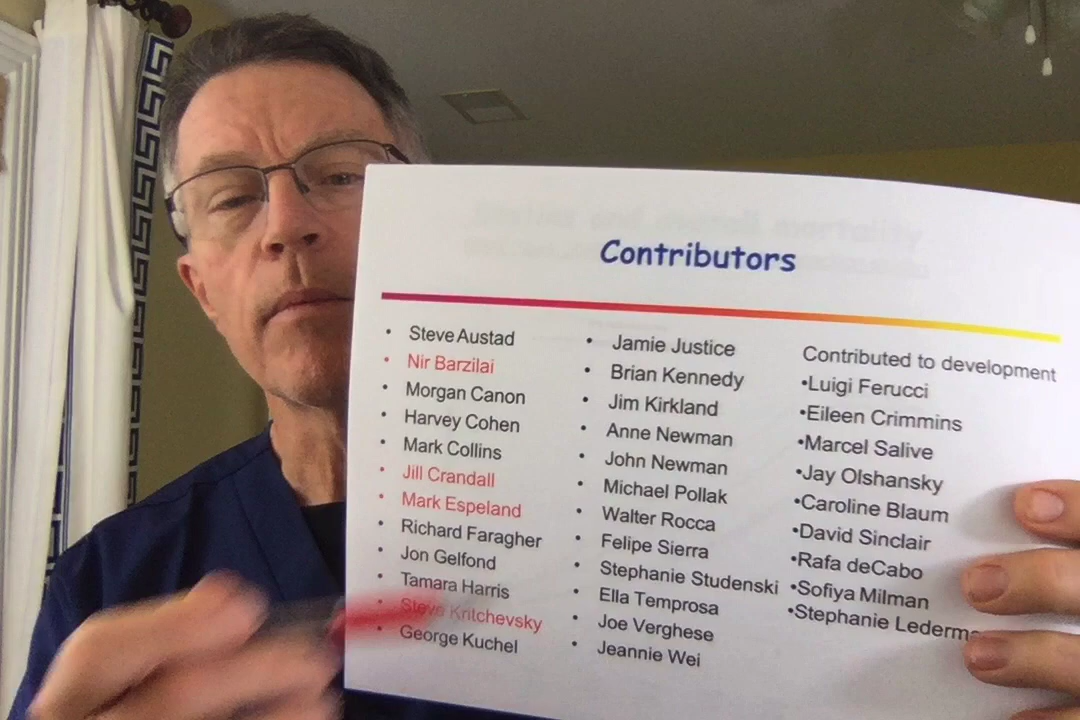 Contributors
• Steve Austad
• Nir Barzilai
• Morgan Canon
• Harvey Cohen
• Mark Collins
• Jill Crandall
• Mark Espeland
• Richard Faragher
• Jon Gelfond
• Tamara Harris
• Steve Kritchevsky
• George Kuchel
• Jamie Justice
• Brian Kennedy
• Jim Kirkland
• Anne Newman
• John Newman
• Michael Pollak
• Walter Rocca
• Felipe Sierra
• Stephanie Studenski
• Ella Temprosa
• Joe Verghese
• Jeannie Wei
Contributed to development
•Luigi Ferucci
•Eileen Crimmins
•Marcel Salive
•Jay Olshansky
•Caroline Blaum
•David Sinclair
•Rafa deCabo
•Sofiya Milman
•Stephanie Lederma